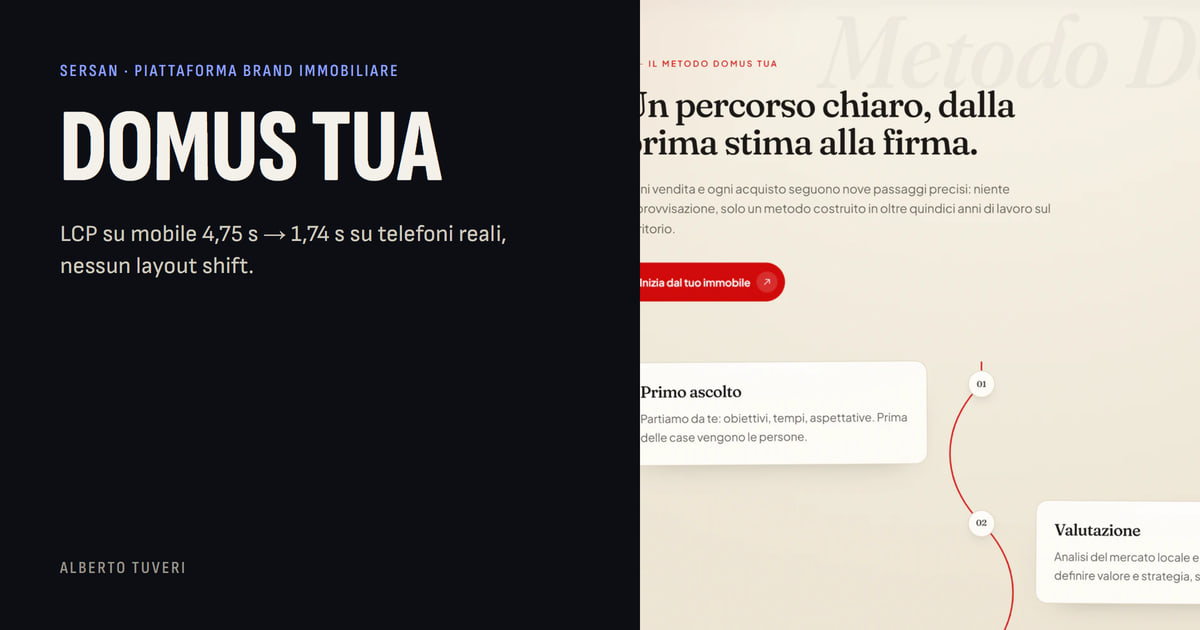 SERSAN · PIATTAFORMA BRAND IMMOBILIARE
DOMUS TUA
LCP su mobile 4,75 s → 1,74 s su telefoni reali,
nessun layout shift.
ALBERTO TUVERI
Metodo D
IL METODO DOMUS TUA
Un percorso chiaro, dalla
prima stima alla firma.
ni vendita e ogni acquisto seguono nove passaggi precisi: niente
provvisazione, solo un metodo costruito in oltre quindici anni di lavoro sul
ritorio.
Inizia dal tuo immobile
Primo ascolto
Partiamo da te: obiettivi, tempi, aspettative. Prima
delle case vengono le persone.
01
02
Valutazione
Analisi del mercato locale e
definire valore e strategia, s